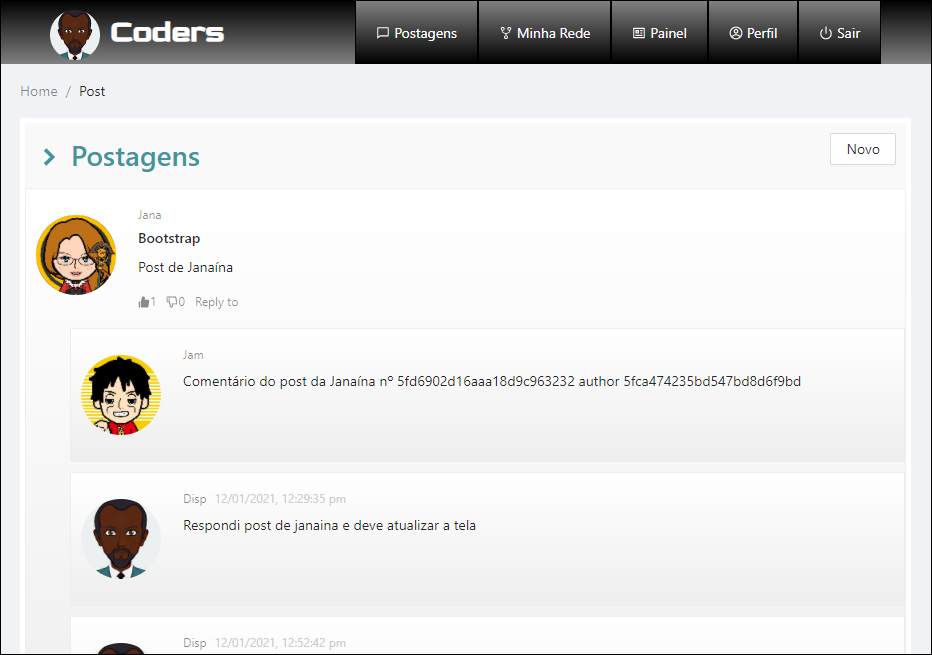 Coders
Postagens
Minha Rede
Painel
Perfil
Sair
Home / Post
Postagens
Novo
Jana
Bootstrap
Post de Janaína
1 0 Reply to
Jam
Comentário do post da Janaína nº 5fd6902d16aaa18d9c963232 author 5fca474235bd547bd8d6f9bd
Disp 12/01/2021, 12:29:35 pm
Respondi post de janaina e deve atualizar a tela
Disp 12/01/2021, 12:52:42 pm